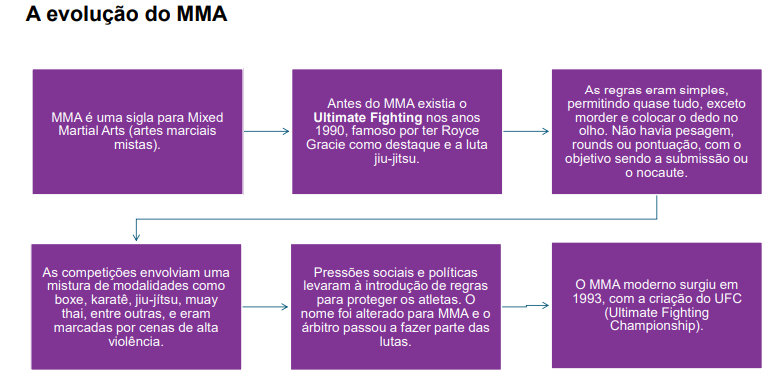 A evolução do MMA
MMA é uma sigla para Mixed
Martial Arts (artes marciais
mistas).
Antes do MMA existia o
Ultimate Fighting nos anos
1990, famoso por ter Royce
Gracie como destaque e a luta
jiu-jitsu.
As regras eram simples,
permitindo quase tudo, exceto
morder e colocar o dedo no
olho. Não havia pesagem,
rounds ou pontuação, com o
objetivo sendo a submissão ou
o nocaute.
As competições envolviam uma
mistura de modalidades como
boxe, karatê, jiu-jítsu, muay
thai, entre outras, e eram
marcadas por cenas de alta
violência.
Pressões sociais e políticas
levaram à introdução de regras
para proteger os atletas. O
nome foi alterado para MMA e o
árbitro passou a fazer parte das
lutas.
O MMA moderno surgiu em
1993, com a criação do UFC
(Ultimate Fighting
Championship).